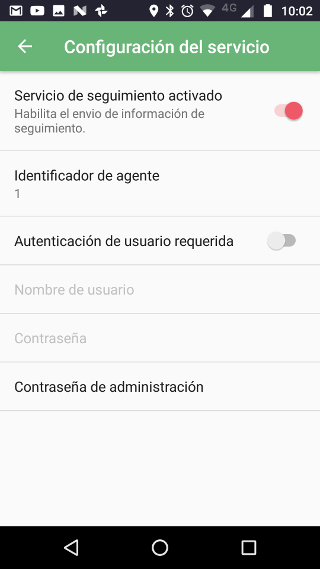 4G 10:02
Configuración del servicio
Servicio de seguimiento activado
Habilita el envio de información de
seguimiento.
Identificador de agente
1
Autenticación de usuario requerida
Nombre de usuario
Contraseña
Contraseña de administración